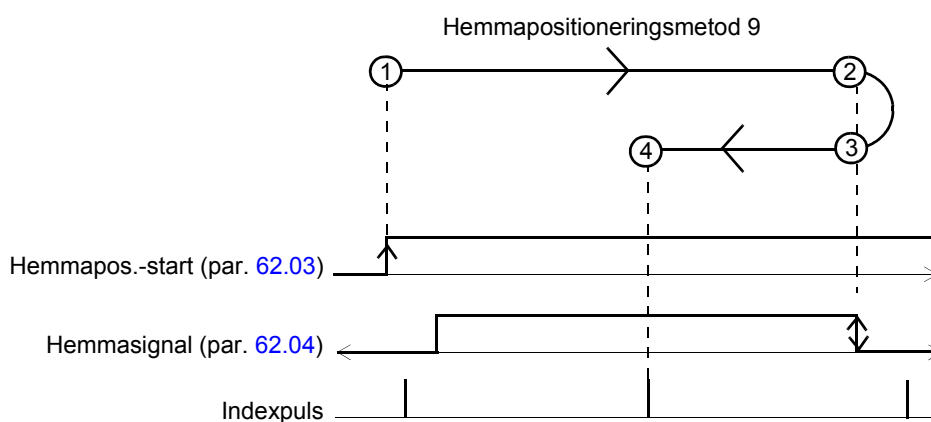 Hemmapositioneringsmetod 9
1
2
4
3
Hemmapos.-start (par. 62.03)
Hemmasignal (par. 62.04)
Indexpuls